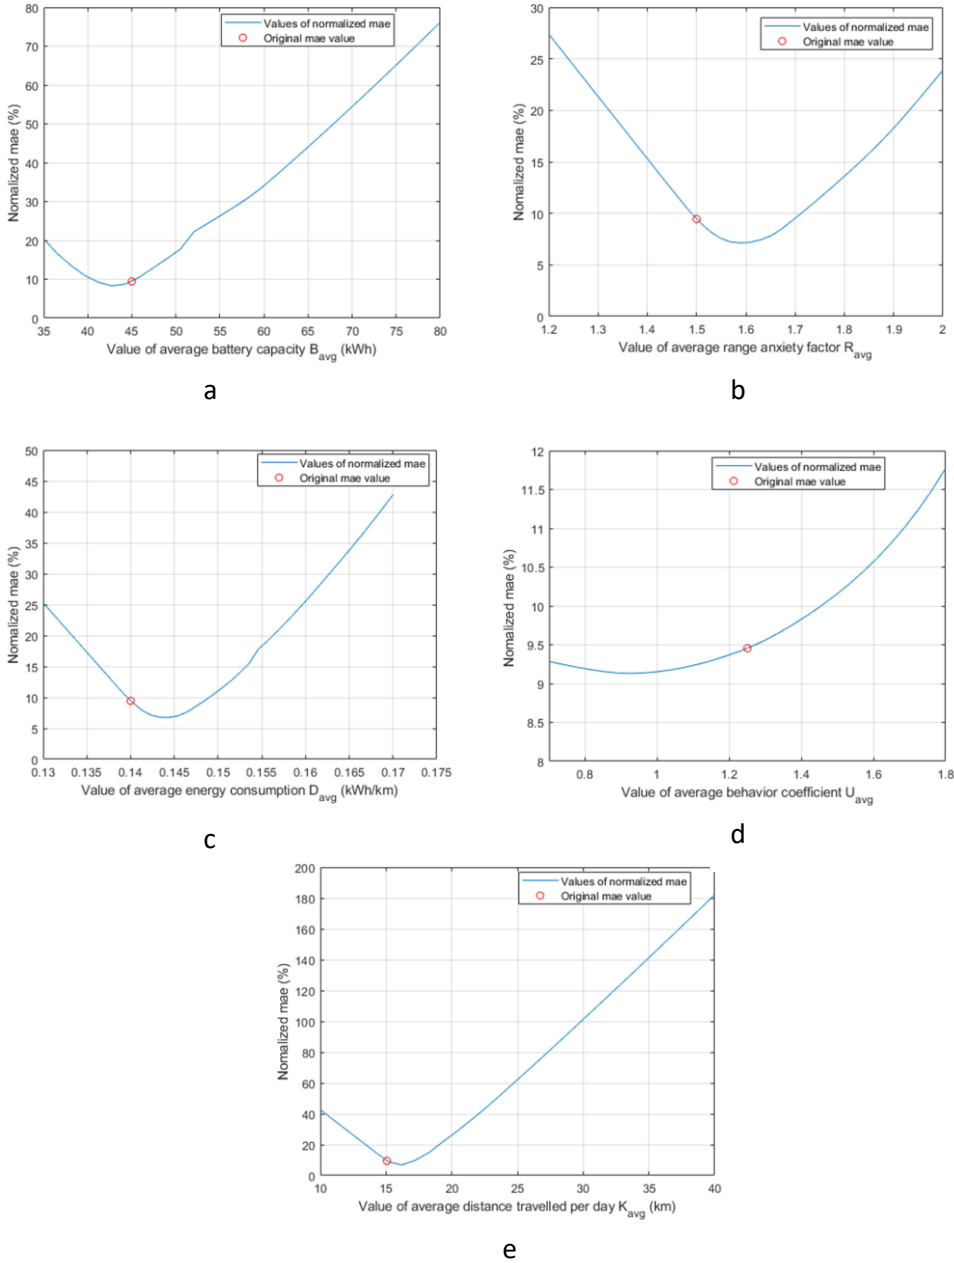 80
70
60
50
40
30
20
10
0
Nomalized mae (%)
Values of normalized mae
Original mae value
35 40 45 50 55 60 65 70 75 80
Value of average battery capacity B_avg (kWh)
a
30
25
20
15
10
5
0
Nomalized mae (%)
Values of normalized mae
Original mae value
1.2 1.3 1.4 1.5 1.6 1.7 1.8 1.9 2
Value of average range anxiety factor R_avg
b
50
45
40
35
30
25
20
15
10
5
0
Nomalized mae (%)
Values of normalized mae
Original mae value
0.13 0.135 0.14 0.145 0.15 0.155 0.16 0.165 0.17 0.175
Value of average energy consumption D_avg (kWh/km)
c
12
11.5
11
10.5
10
9.5
9
8.5
8
Nomalized mae (%)
Values of normalized mae
Original mae value
0.8 1 1.2 1.4 1.6 1.8
Value of average behavior coefficient U_avg
d
200
180
160
140
120
100
80
60
40
20
0
Nomalized mae (%)
Values of normalized mae
Original mae value
10 15 20 25 30 35 40
Value of average distance travelled per day K_avg (km)
e